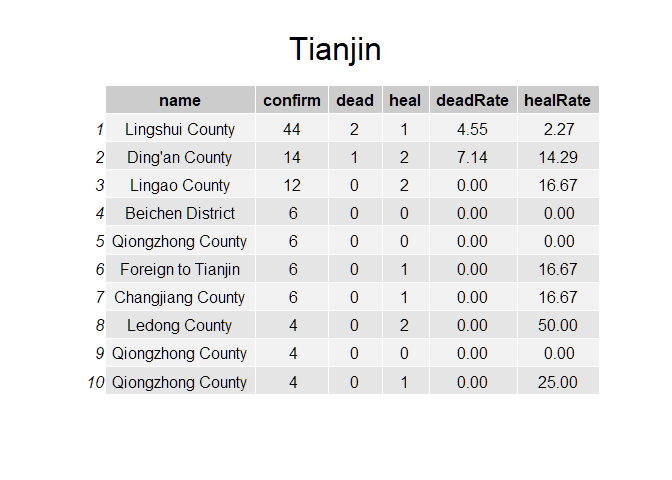 Tianjin
name confirm dead heal deadRate healRate
1 Lingshui County 44 2 1 4.55 2.27
2 Ding'an County 14 1 2 7.14 14.29
3 Lingao County 12 0 2 0.00 16.67
4 Beichen District 6 0 0 0.00 0.00
5 Qiongzhong County 6 0 0 0.00 0.00
6 Foreign to Tianjin 6 0 1 0.00 16.67
7 Changjiang County 6 0 1 0.00 16.67
8 Ledong County 4 0 2 0.00 50.00
9 Qiongzhong County 4 0 0 0.00 0.00
10 Qiongzhong County 4 0 1 0.00 25.00